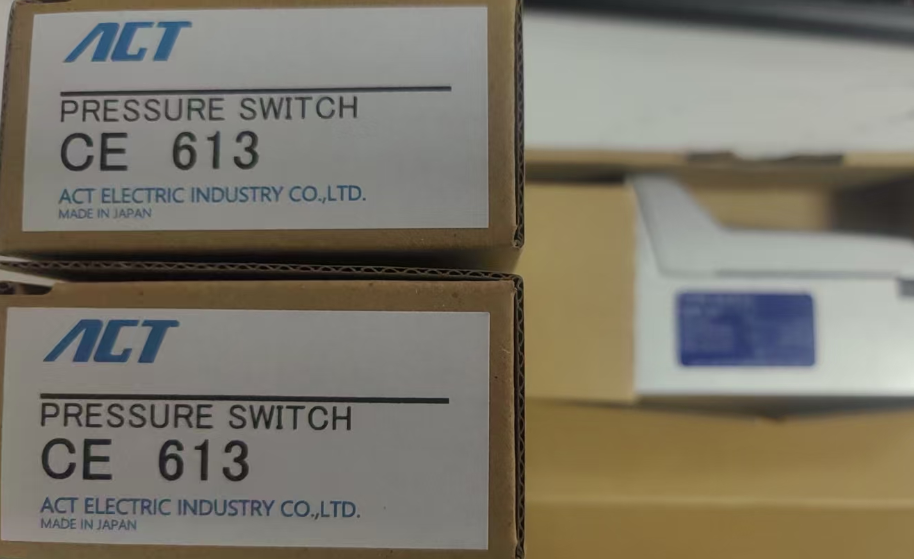 ACT
PRESSURE SWITCH
CE 613
ACT ELECTRIC INDUSTRY CO.,LTD.
MADE IN JAPAN
ACT
PRESSURE SWITCH
CE 613
ACT ELECTRIC INDUSTRY CO.,LTD.
MADE IN JAPAN